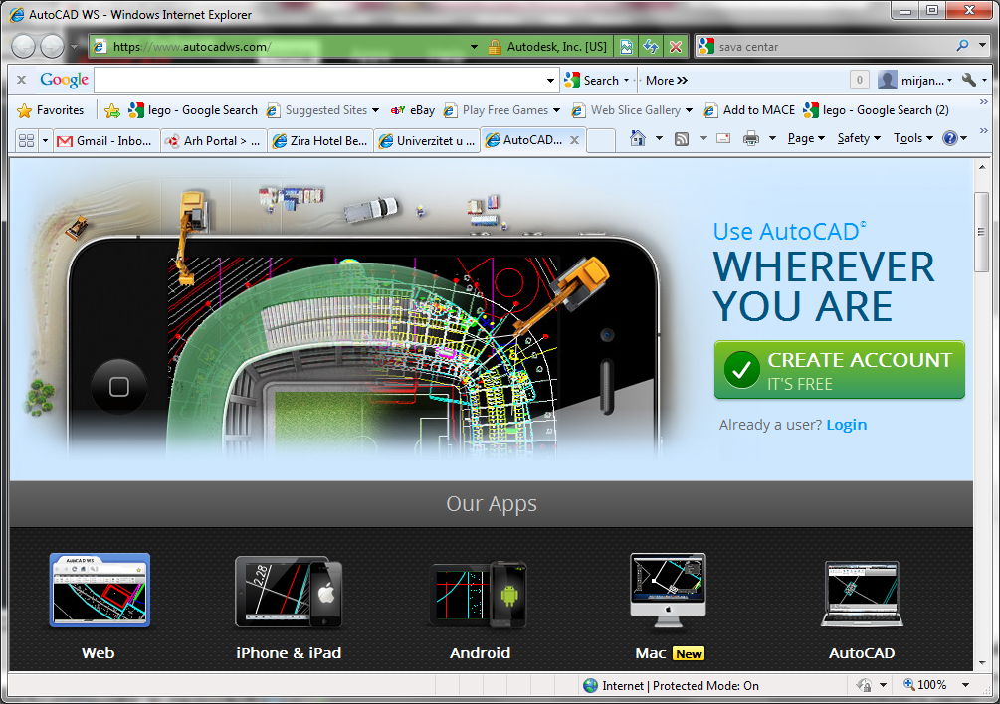 AutoCAD WS - Windows Internet Explorer
https://www.autocadws.com/
Autodesk, Inc. [US]
sava centar
Google
Search
More »
0
mirjan...
Favorites
lego - Google Search
Suggested Sites
eBay
Play Free Games
Web Slice Gallery
Add to MACE
lego - Google Search (2)
Gmail - Inbo...
Arh Portal > ...
Zira Hotel Be...
Univerzitet u ...
AutoCAD...
Page
Safety
Tools
Use AutoCAD©
WHEREVER
YOU ARE
CREATE ACCOUNT
IT'S FREE
Already a user? Login
Our Apps
AutoCAD WS
2.28
Web
iPhone & iPad
Android
Mac New
AutoCAD
Internet | Protected Mode: On
100%